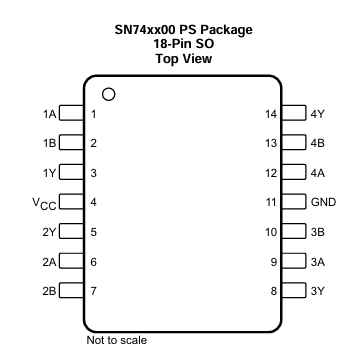 SN74xx00 PS Package
18-Pin SO
Top View
1A 1 14 4Y
1B 2 13 4B
1Y 3 12 4A
VCC 4 11 GND
2Y 5 10 3B
2A 6 9 3A
2B 7 8 3Y
Not to scale